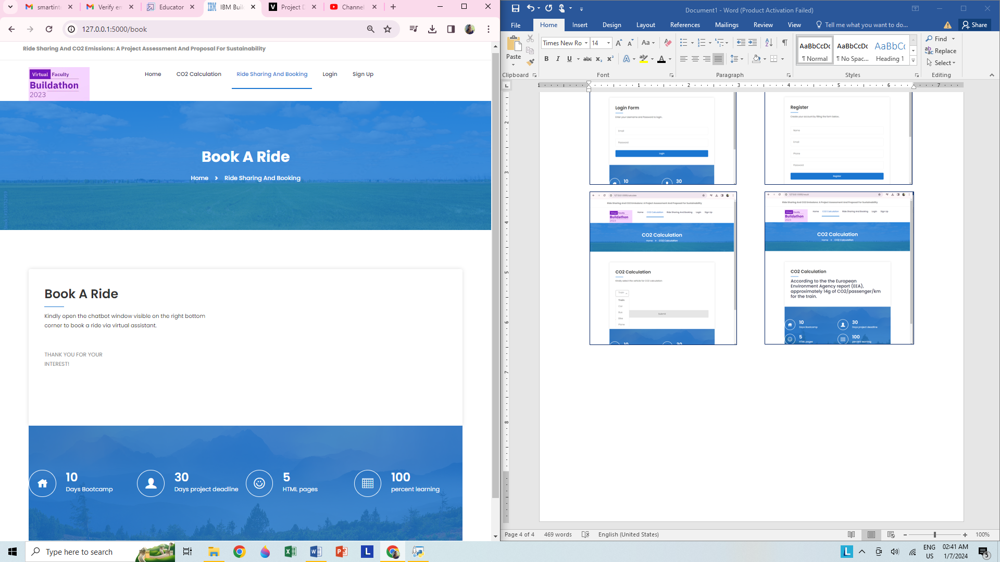 smartint
Verify en
Educator
IBM Buil
Project D
Channel
127.0.0.1:5000/book
Ride Sharing And CO2 Emissions: A Project Assessment And Proposal For Sustainability
Virtual Faculty
Buildathon
2023
Home
CO2 Calculation
Ride Sharing And Booking
Login
Sign Up
Book A Ride
Home
Ride Sharing And Booking
Book A Ride
Kindly open the chatbot window visible on the right bottom
corner to book a ride via virtual assistant.
THANK YOU FOR YOUR
INTEREST!
10
Days Bootcamp
30
Days project deadline
5
HTML pages
100
percent learning
Document1 - Word (Product Activation Failed)
File
Home
Insert
Design
Layout
References
Mailings
Review
View
Tell me what you want to do...
Share
Paste
Clipboard
Times New Ro
14
Font
Paragraph
AaBbCcDc
¶ Normal
AaBbCcDc
¶ No Spac...
AaBbCc
Heading 1
Styles
Find
Replace
Select
Editing
Login Form
Enter your Username and Password to login.
Email
Password
Login
10
30
Register
Create your account by filling the form below.
Name
Email
Phone
Password
Register
Ride Sharing And CO2 Emissions: A Project Assessment And Proposal For Sustainability
Virtual Faculty
Buildathon
2023
Home
CO2 Calculation
Ride Sharing And Booking
Login
Sign Up
CO2 Calculation
Home
CO2 Calculation
CO2 Calculation
Kindly select the vehicle for CO2 calculation:
Train
Train
Car
Bus
Bike
Plane
Submit
10
30
Ride Sharing And CO2 Emissions: A Project Assessment And Proposal For Sustainability
Virtual Faculty
Buildathon
2023
Home
CO2 Calculation
Ride Sharing And Booking
Login
Sign Up
CO2 Calculation
Home
CO2 Calculation
CO2 Calculation
According to the the European
Environment Agency report (EEA),
approximately 14g of CO2/passenger/km
for the train.
10
Days Bootcamp
30
Days project deadline
5
HTML pages
100
percent learning
Page 4 of 4
469 words
English (United States)
100%
Type here to search
ENG
US
02:41 AM
1/7/2024
5